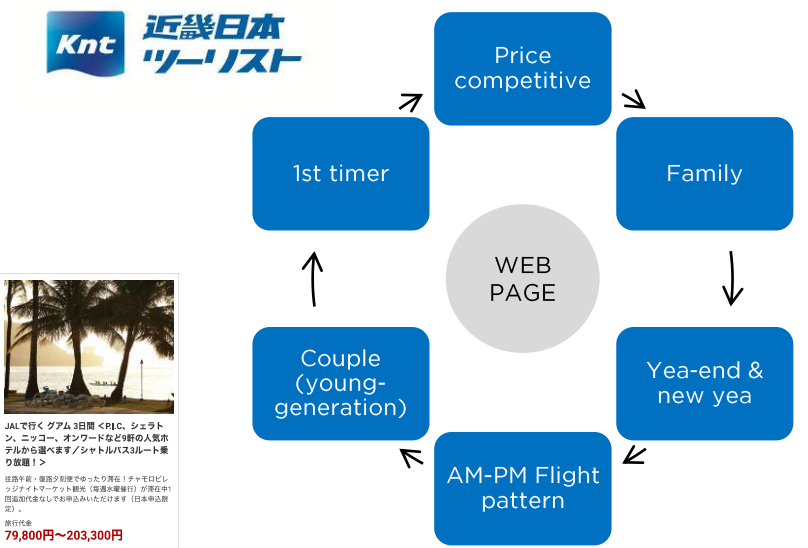 Knt
近畿日本
ツーリスト
Price
competitive
1st timer
Family
WEB
PAGE
Couple
(young-
generation)
Yea-end &
new yea
AM-PM Flight
pattern
JALで行く グアム 3日間 <P.I.C、シェラト
ン、ニッコー、オンワードなど9軒の人気ホ
テルから選べます／シャトルバス3ルート乗
り放題！>
往路午前・復路夕刻便でゆったり滞在！チャモロビレ
ッジナイトマーケット観光（毎週水曜催行）が滞在中1
回追加代金なしでお申込みいただけます（日本申込限
定）。
旅行代金
79,800円〜203,300円